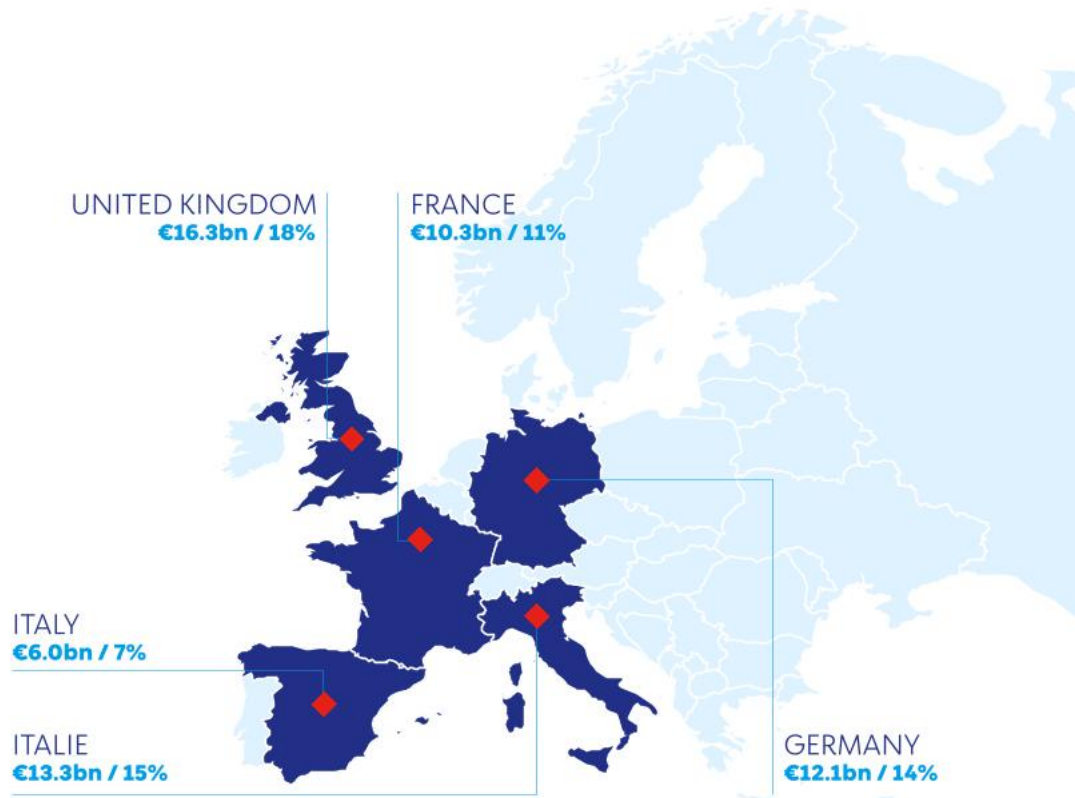 UNITED KINGDOM
€16.3bn / 18%
FRANCE
€10.3bn / 11%
ITALY
€6.0bn / 7%
ITALIE
€13.3bn / 15%
GERMANY
€12.1bn / 14%